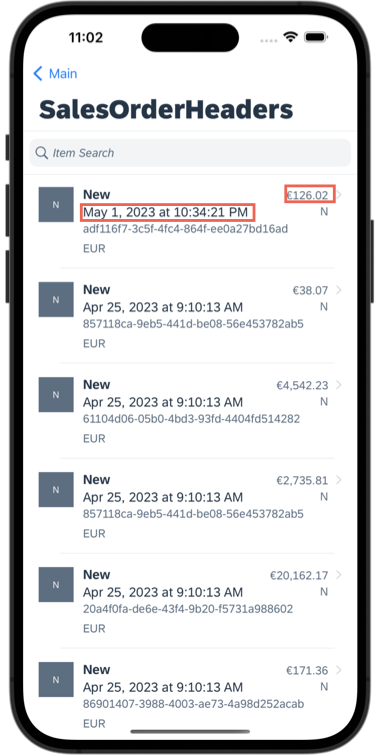 11:02
Main
SalesOrderHeaders
Item Search
N New €126.02
May 1, 2023 at 10:34:21 PM N
adf116f7-3c5f-4fc4-864f-ee0a27bd16ad
EUR
N New €38.07
Apr 25, 2023 at 9:10:13 AM N
857118ca-9eb5-441d-be08-56e453782ab5
EUR
N New €4,542.23
Apr 25, 2023 at 9:10:13 AM N
61104d06-05b0-4bd3-93fd-4404fd514282
EUR
N New €2,735.81
Apr 25, 2023 at 9:10:13 AM N
857118ca-9eb5-441d-be08-56e453782ab5
EUR
N New €20,162.17
Apr 25, 2023 at 9:10:13 AM N
20a4f0fa-de6e-43f4-9b20-f5731a988602
EUR
N New €171.36
Apr 25, 2023 at 9:10:13 AM N
86901407-3988-4003-ae73-4a98d252acab
EUR